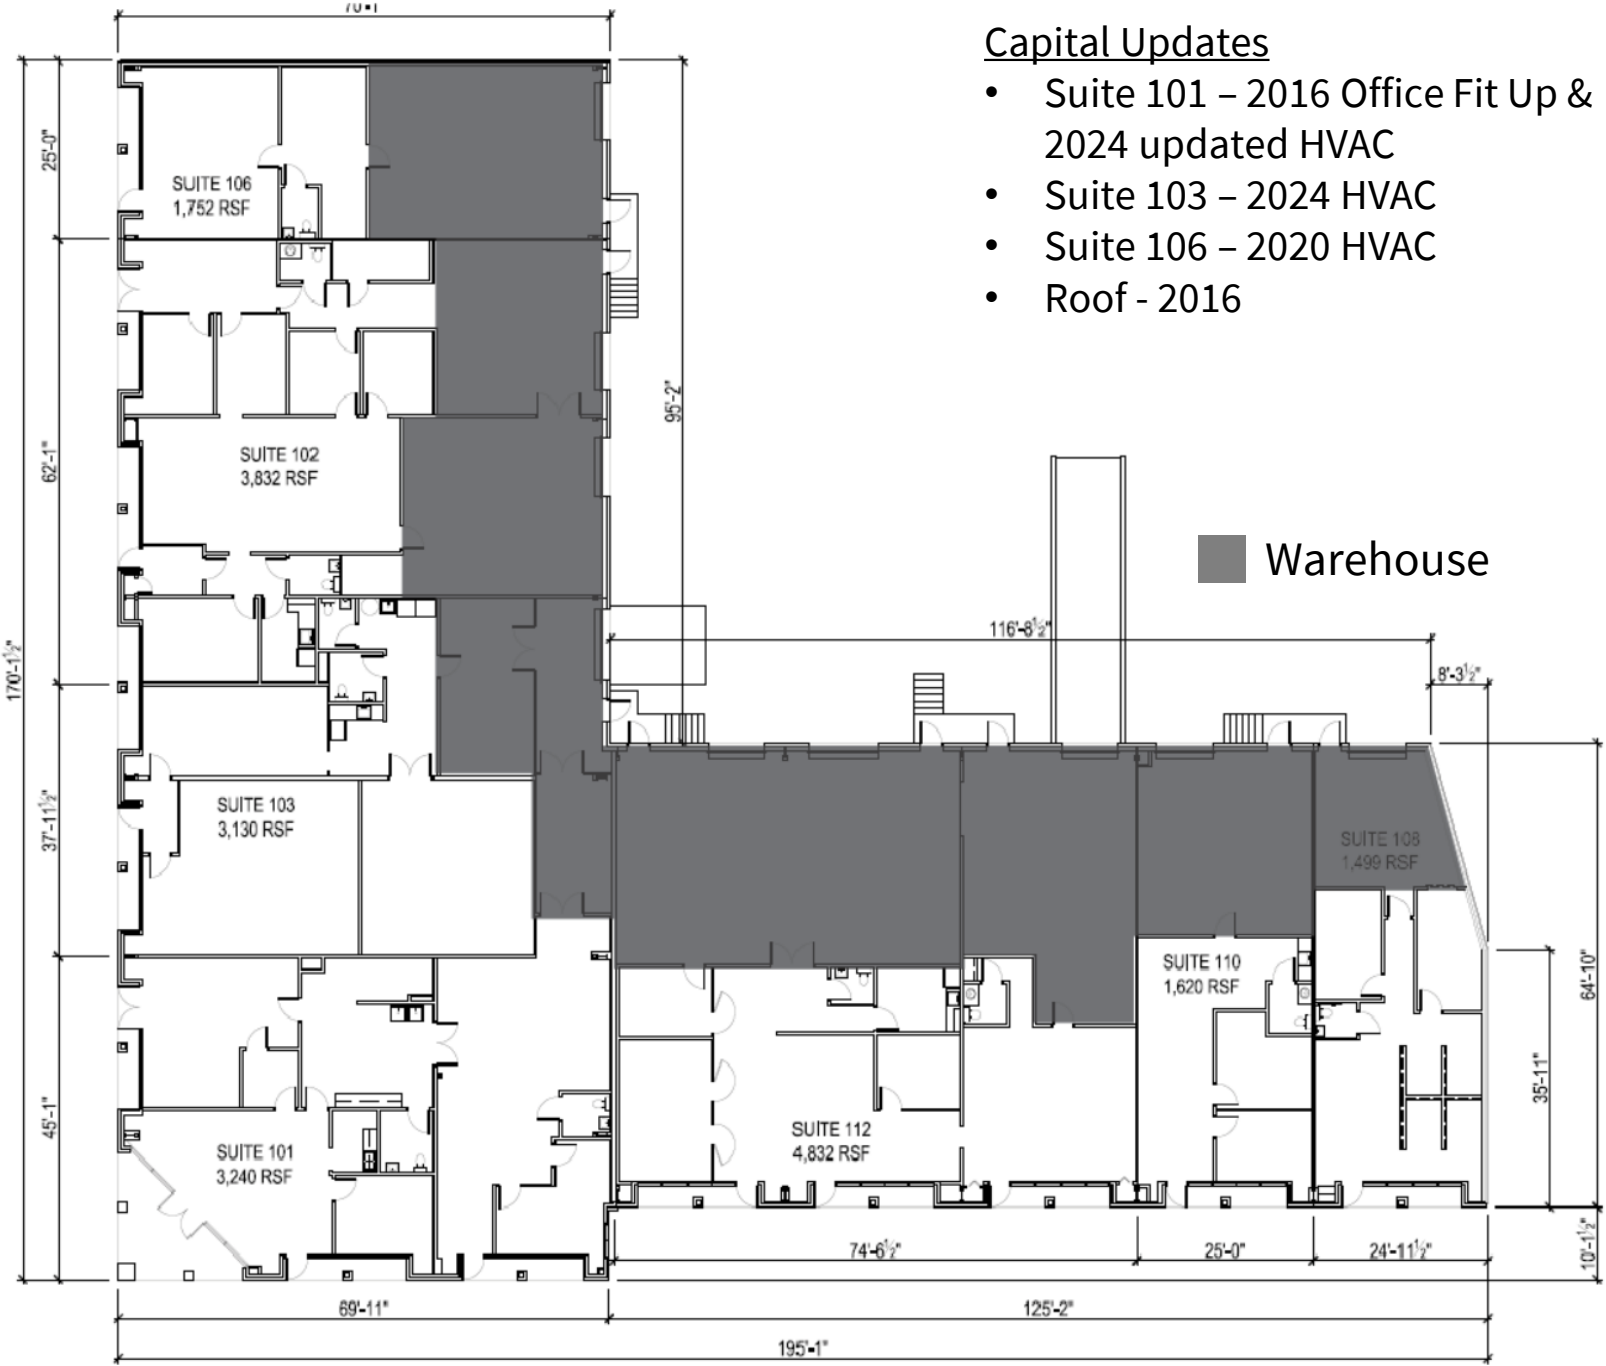 70'-1"
Capital Updates
• Suite 101 – 2016 Office Fit Up &
2024 updated HVAC
• Suite 103 – 2024 HVAC
• Suite 106 – 2020 HVAC
• Roof - 2016
25'-0"
SUITE 106
1,752 RSF
95'-2"
62'-1"
SUITE 102
3,832 RSF
Warehouse
170'-1½"
116'-8½"
8'-3½"
37'-11½"
SUITE 103
3,130 RSF
SUITE 108
1,499 RSF
SUITE 110
1,620 RSF
64'-10"
35'-11"
45'-1"
SUITE 101
3,240 RSF
SUITE 112
4,832 RSF
10'-1½"
74'-6½"
25'-0"
24'-11½"
69'-11"
125'-2"
195'-1"